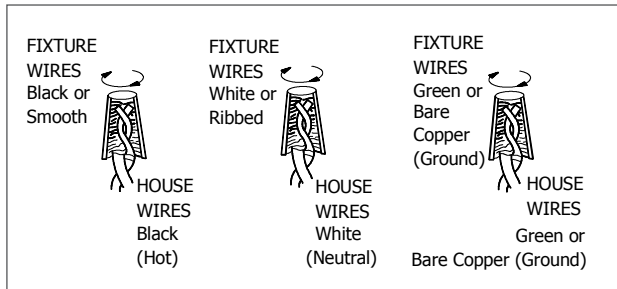 FIXTURE
WIRES
Black or
Smooth
HOUSE
WIRES
Black
(Hot)
FIXTURE
WIRES
White or
Ribbed
HOUSE
WIRES
White
(Neutral)
FIXTURE
WIRES
Green or
Bare
Copper
(Ground)
HOUSE
WIRES
Green or
Bare Copper (Ground)